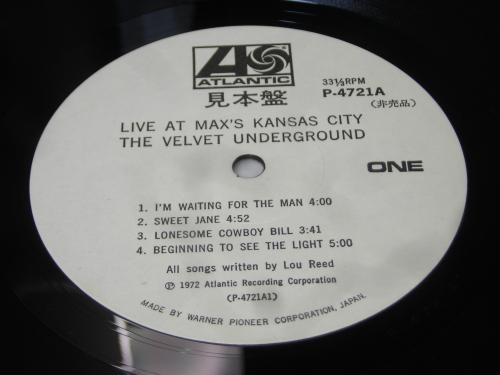 ATLANTIC
見本盤
33⅓RPM
P-4721A
(非売品)
LIVE AT MAX'S KANSAS CITY
THE VELVET UNDERGROUND
ONE
1. I'M WAITING FOR THE MAN 4:00
2. SWEET JANE 4:52
3. LONESOME COWBOY BILL 3:41
4. BEGINNING TO SEE THE LIGHT 5:00
All songs written by Lou Reed
Ⓟ 1972 Atlantic Recording Corporation
(P-4721A1)
MADE BY WARNER PIONEER CORPORATION, JAPAN.